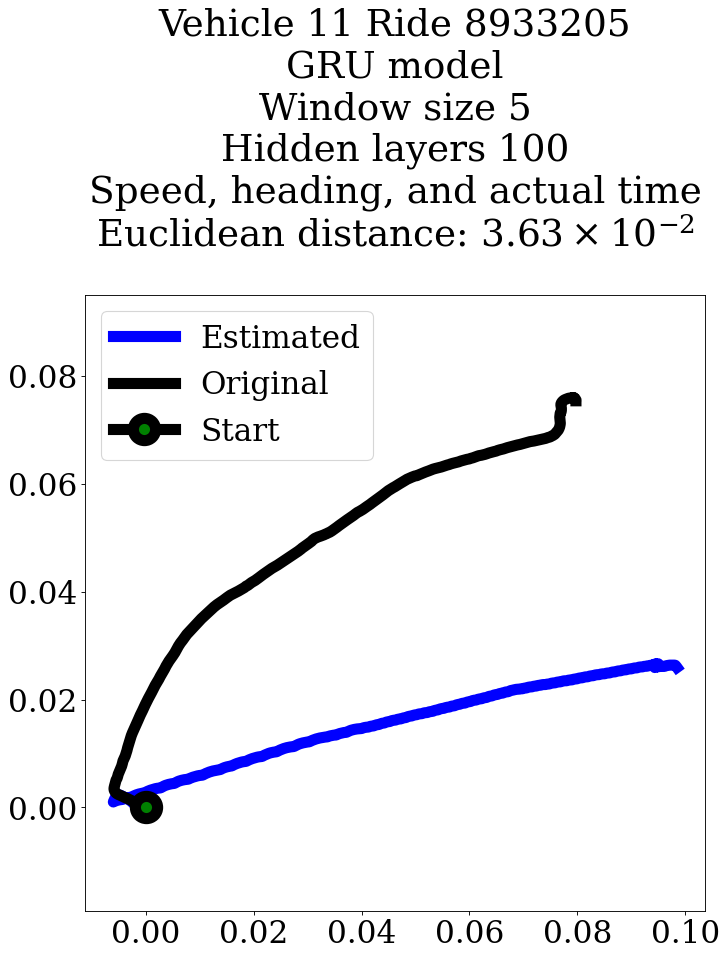 Vehicle 11 Ride 8933205
GRU model
Window size 5
Hidden layers 100
Speed, heading, and actual time
Euclidean distance: 3.63 × 10⁻²
Estimated
Original
Start
0.08
0.06
0.04
0.02
0.00
0.00 0.02 0.04 0.06 0.08 0.10